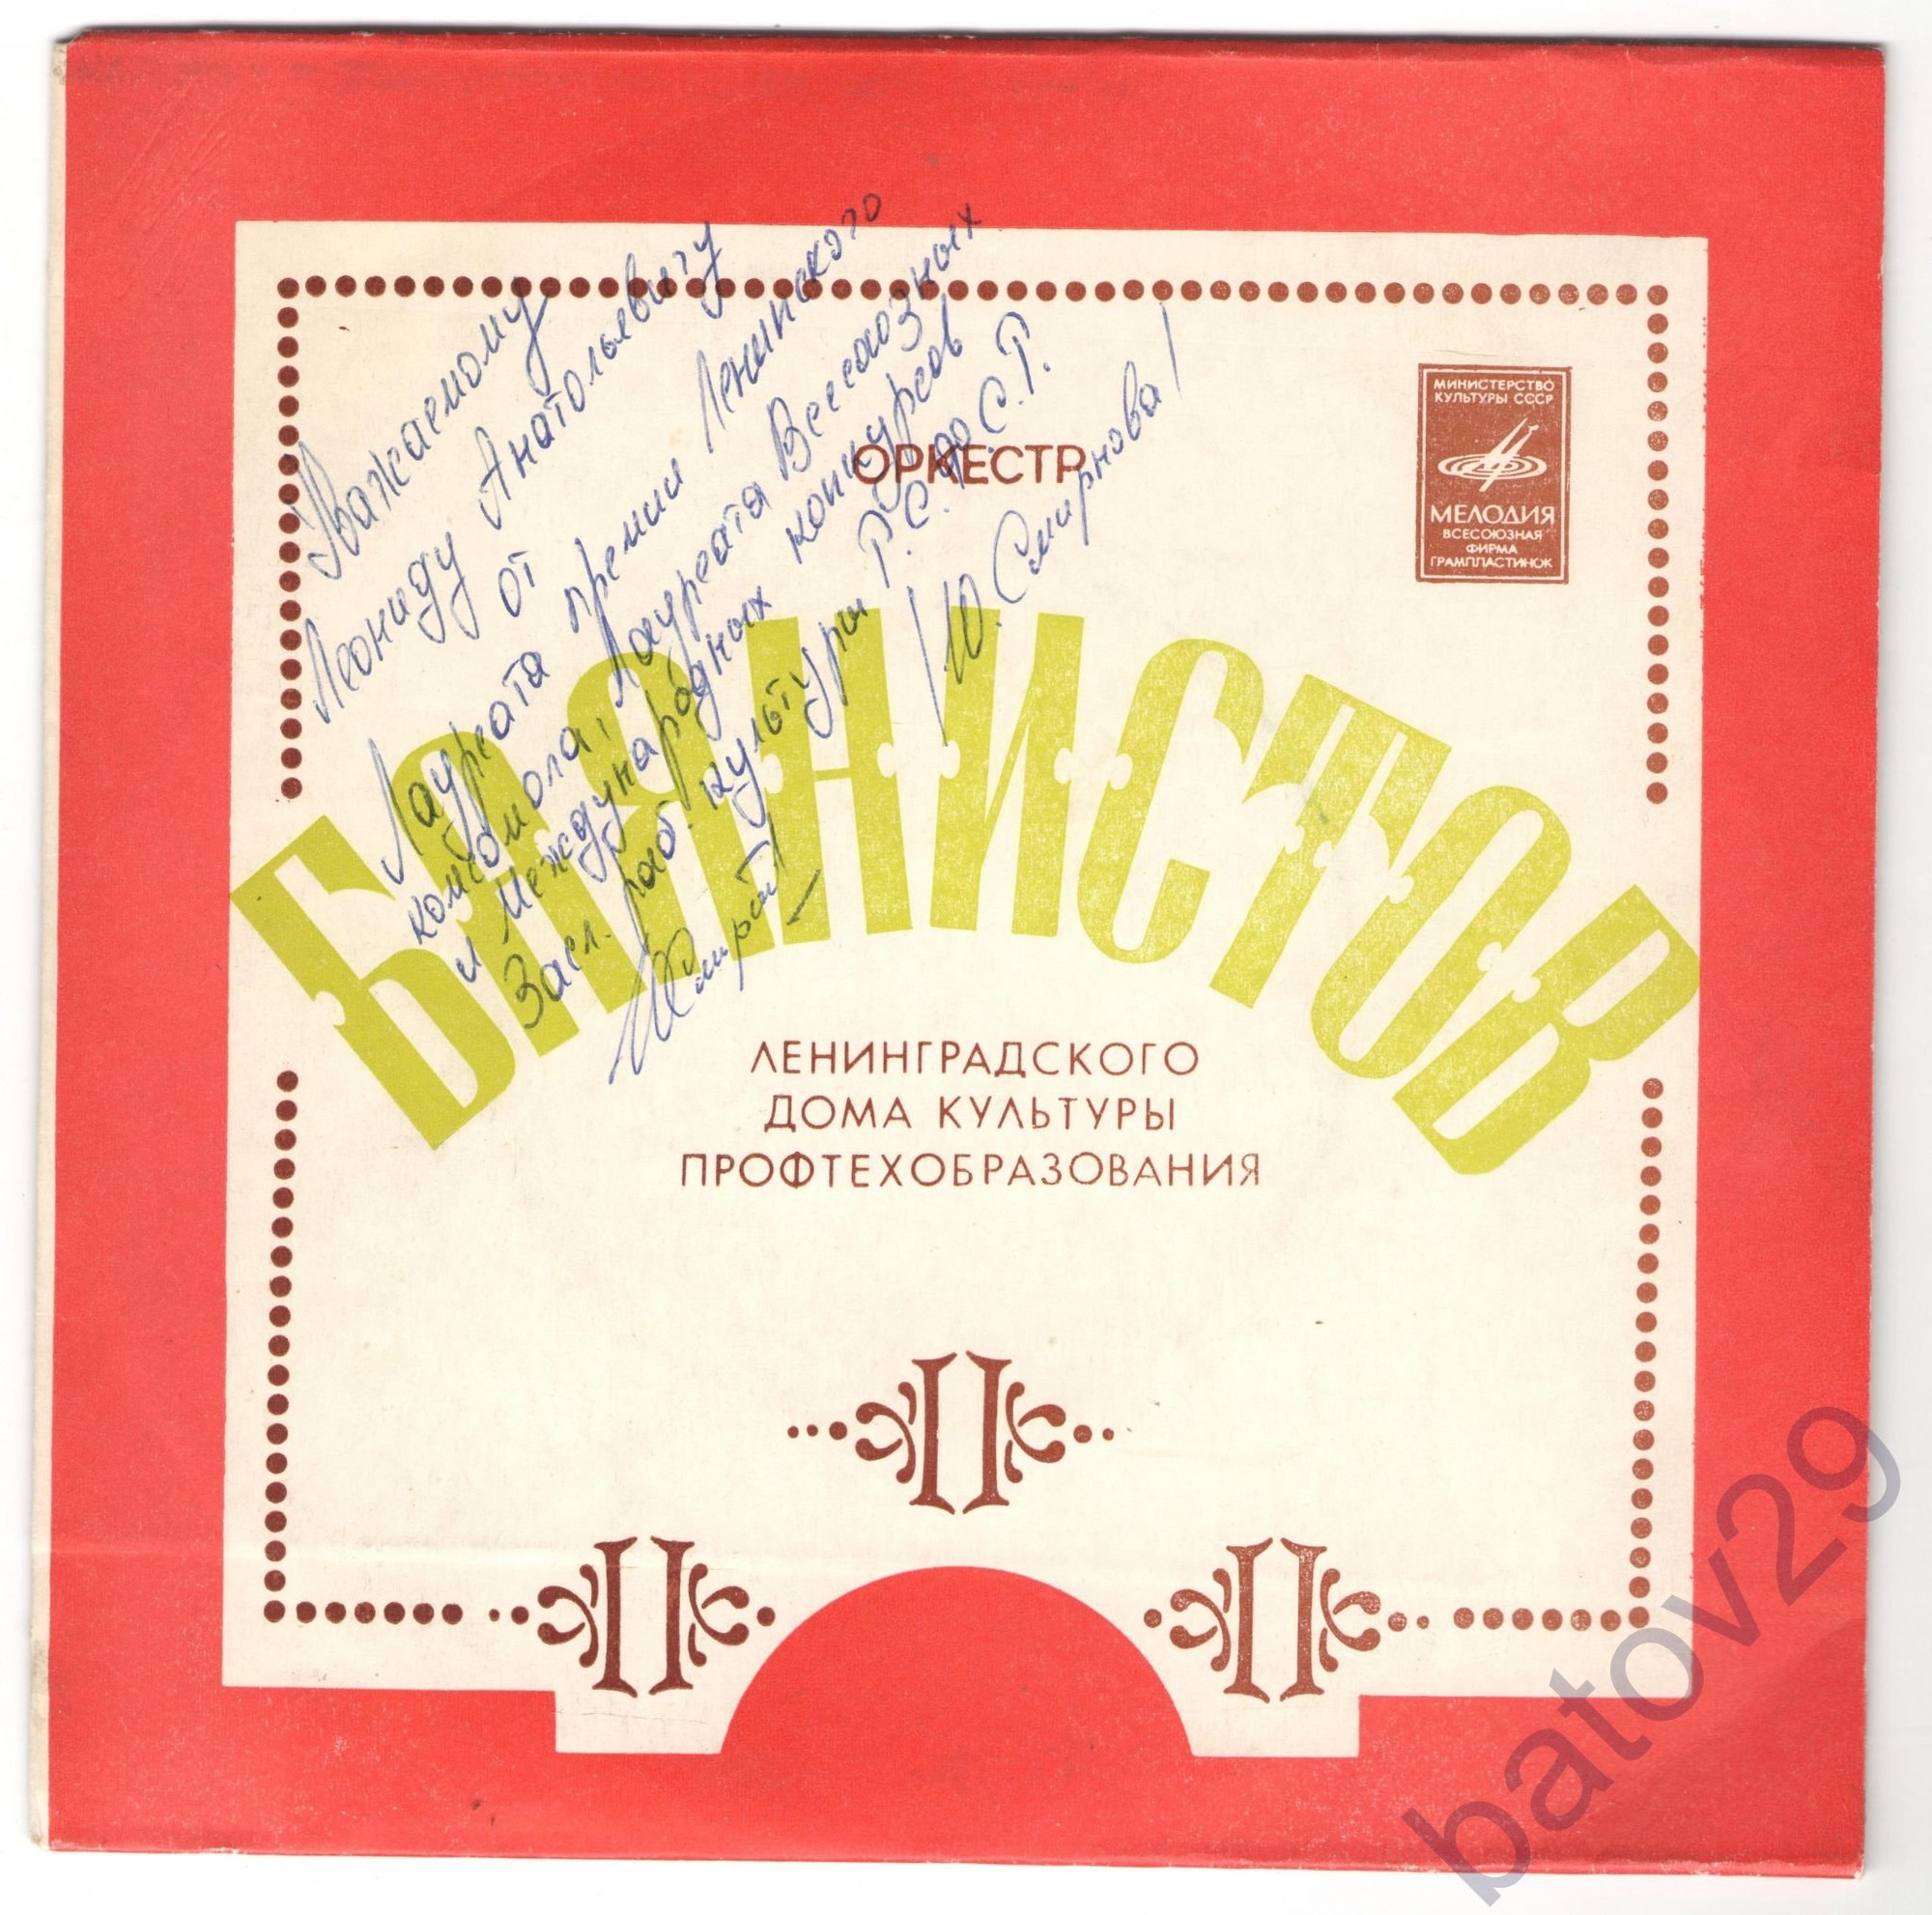 Уважаемому
Леониду Анатольевичу
от
Лауреата премии Ленинского
комсомола, Лауреата Всесоюзных
и Международных конкурсов
Засл. раб. культуры Р.С.Ф.С.Р.
/Ю. Смирнова/
ОРКЕСТР
МИНИСТЕРСТВО
КУЛЬТУРЫ СССР
МЕЛОДИЯ
ВСЕСОЮЗНАЯ
ФИРМА
ГРАМПЛАСТИНОК
БАЯНИСТОВ
ЛЕНИНГРАДСКОГО
ДОМА КУЛЬТУРЫ
ПРОФТЕХОБРАЗОВАНИЯ
batov29